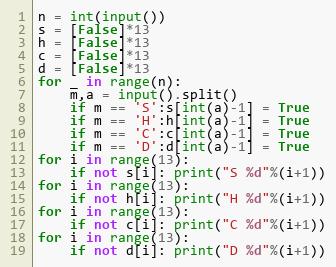 1 n = int(input())
2 s = [False]*13
3 h = [False]*13
4 c = [False]*13
5 d = [False]*13
6 for _ in range(n):
7     m,a = input().split()
8     if m == 'S':s[int(a)-1] = True
9     if m == 'H':h[int(a)-1] = True
10     if m == 'C':c[int(a)-1] = True
11     if m == 'D':d[int(a)-1] = True
12 for i in range(13):
13     if not s[i]: print("S %d"%(i+1))
14 for i in range(13):
15     if not h[i]: print("H %d"%(i+1))
16 for i in range(13):
17     if not c[i]: print("C %d"%(i+1))
18 for i in range(13):
19     if not d[i]: print("D %d"%(i+1))